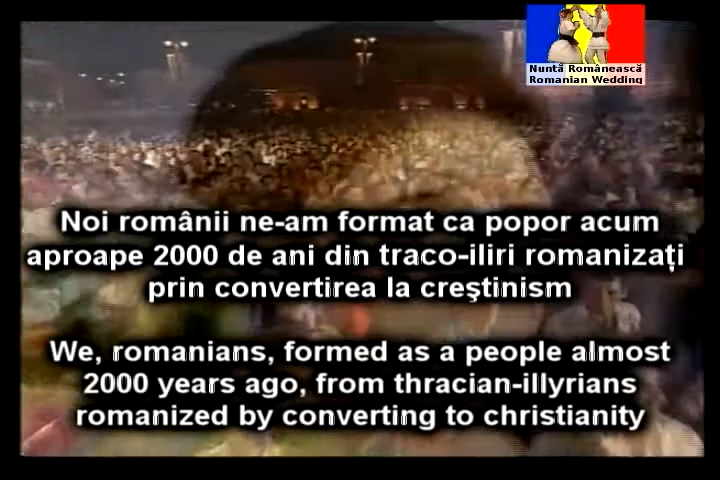 Nuntă Românească
Romanian Wedding
Noi românii ne-am format ca popor acum
aproape 2000 de ani din traco-iliri romanizați
prin convertirea la creştinism
We, romanians, formed as a people almost
2000 years ago, from thracian-illyrians
romanized by converting to christianity